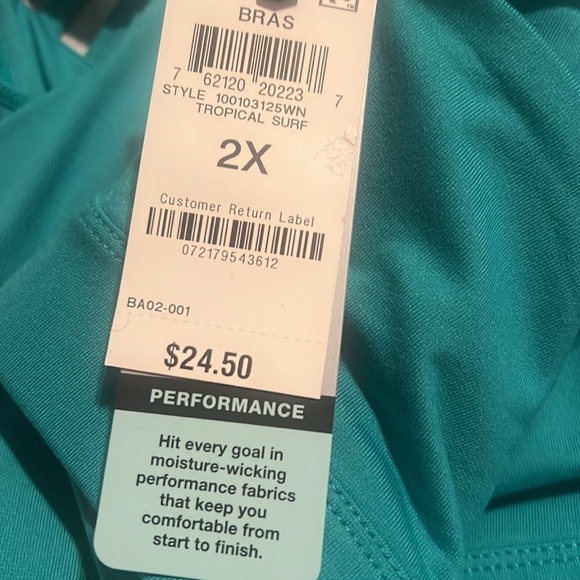 BRAS
7 62120 20223 7
STYLE 100103125WN
TROPICAL SURF
2X
Customer Return Label
072179543612
BA02-001
$24.50
PERFORMANCE
Hit every goal in
moisture-wicking
performance fabrics
that keep you
comfortable from
start to finish.